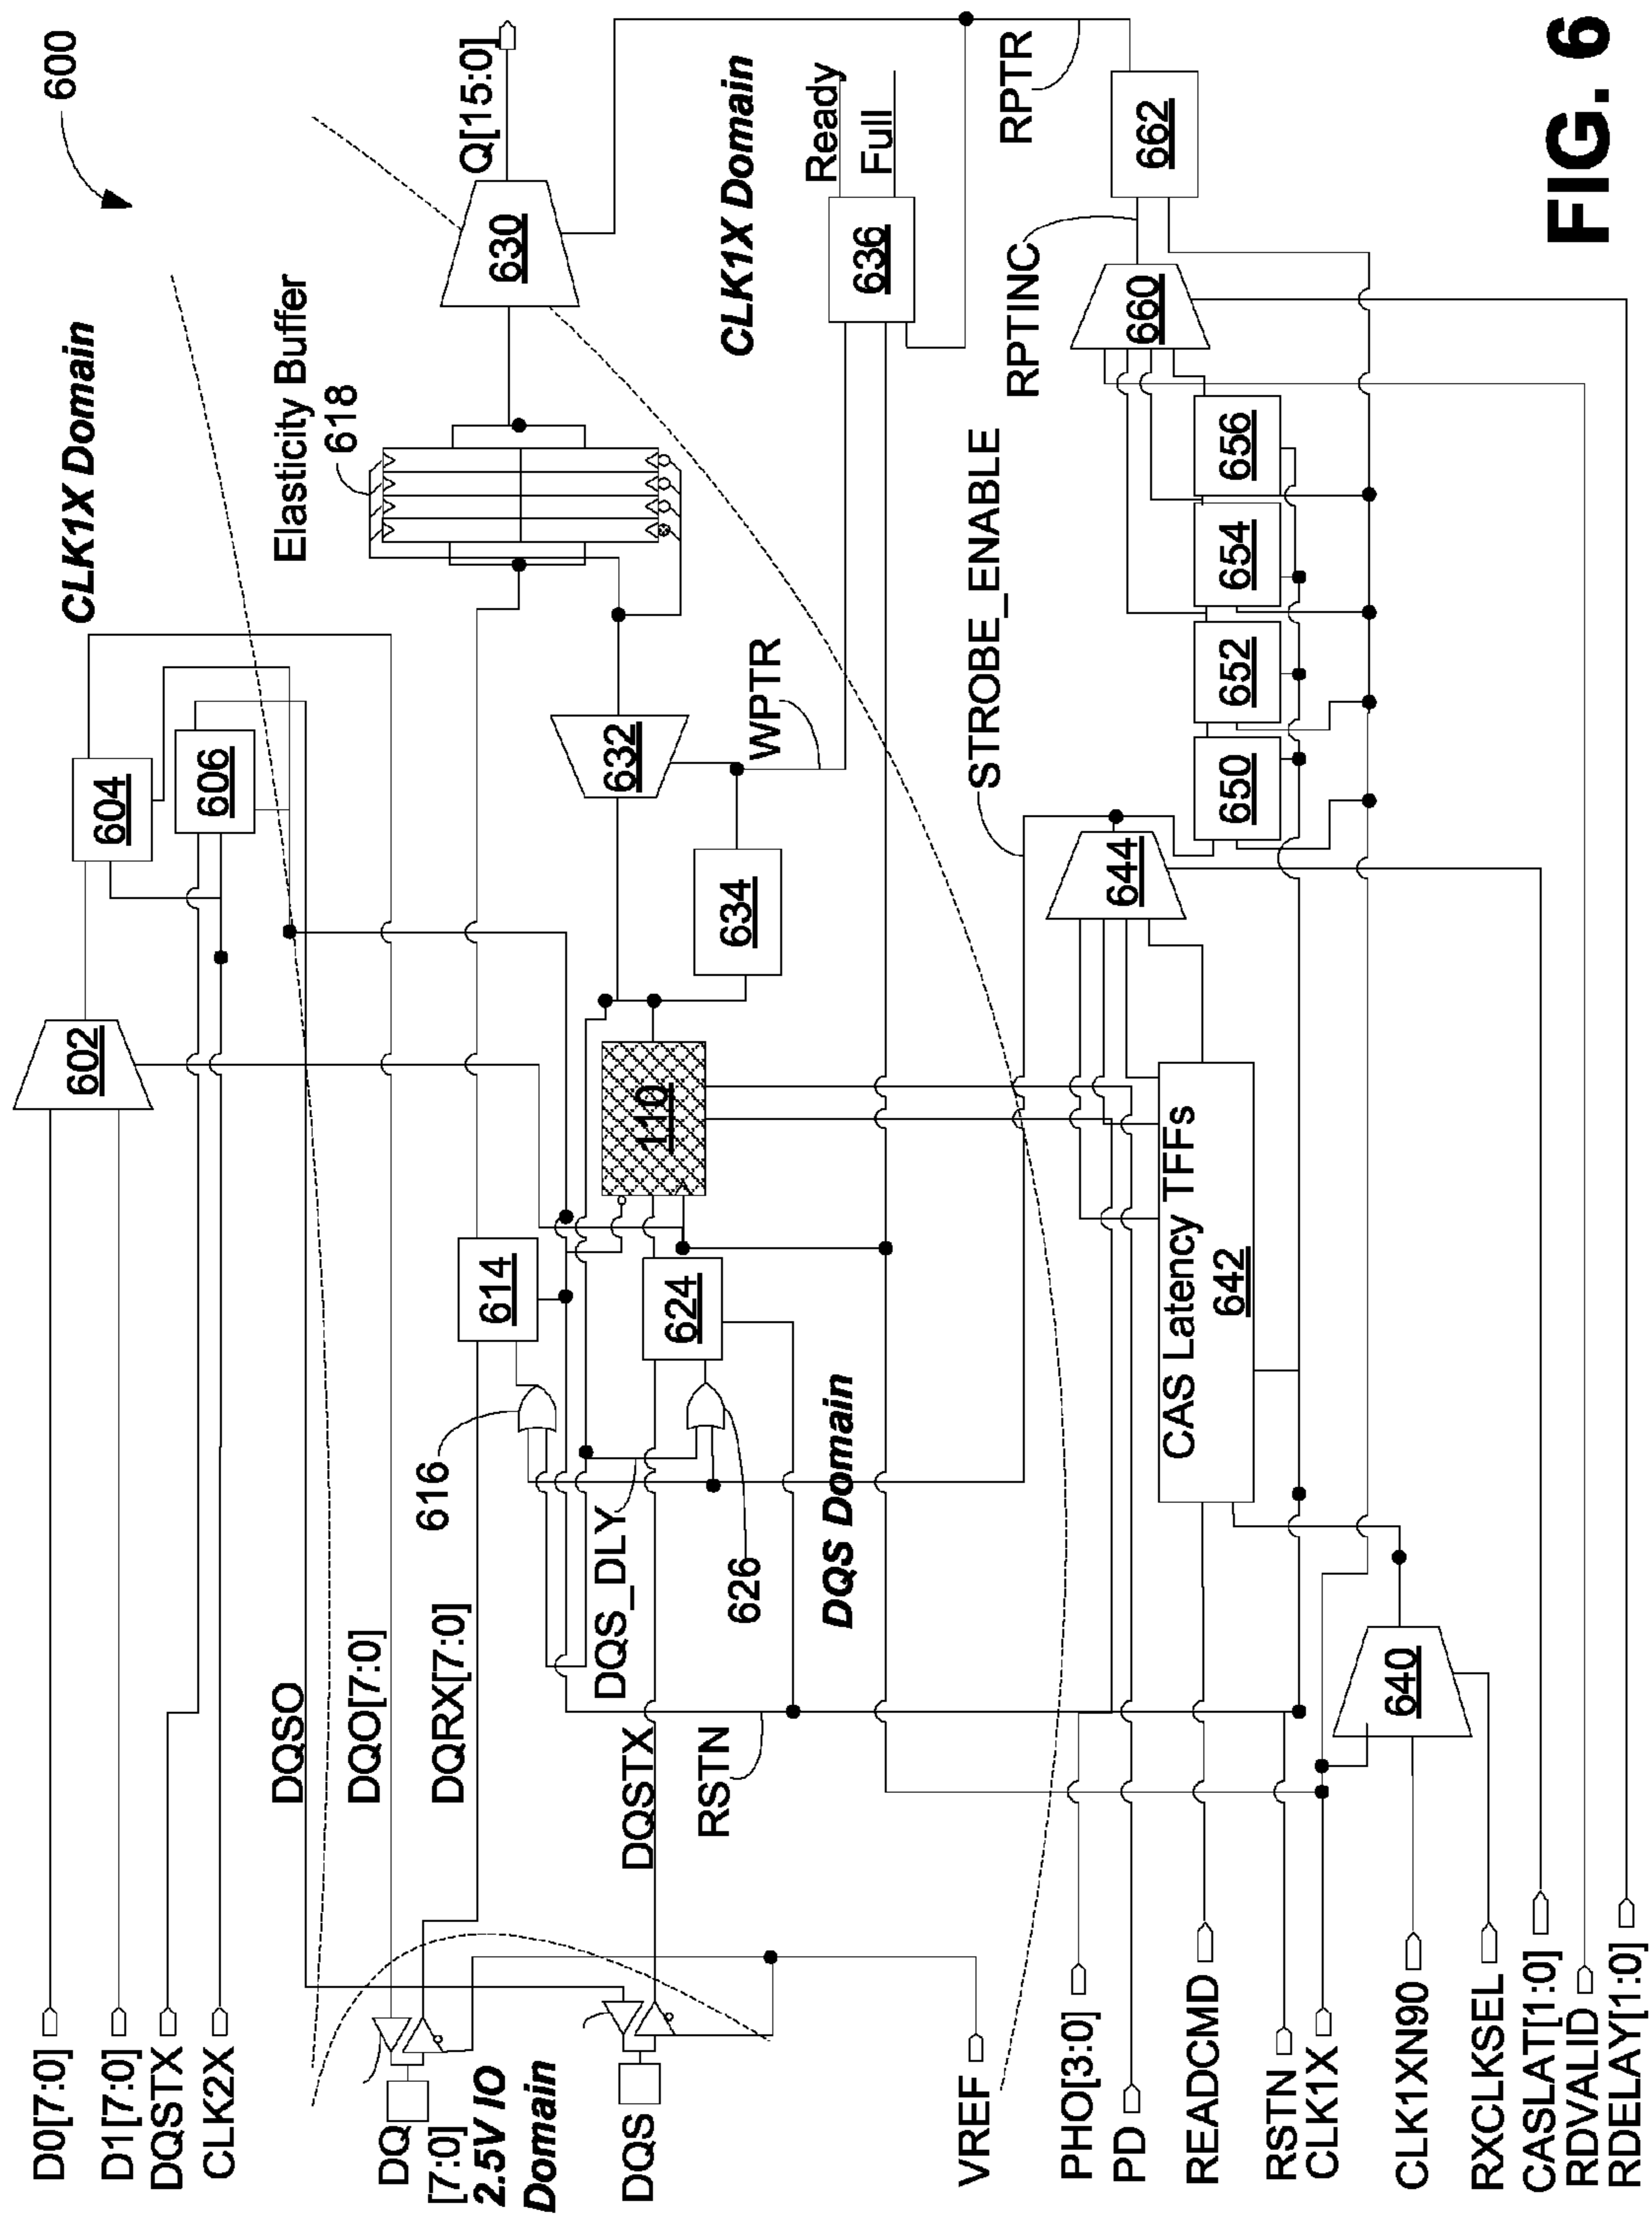 600
CLK1X Domain
D0[7:0]
D1[7:0]
DQSTX
CLK2X
602
604
606
DQSO
DQO[7:0]
DQRX[7:0]
DQ
[7:0]
2.5V IO
Domain
DQS
VREF
Elasticity Buffer
618
Q[15:0]
630
614
616
632
110
624
626
634
DQS_DLY
DQSTX
RSTN
WPTR
DQS Domain
CLK1X Domain
636
Ready
Full
RPTR
RPTINC
STROBE_ENABLE
644
CAS Latency TFFs
642
650
652
654
656
660
662
640
PHO[3:0]
PD
READCMD
RSTN
CLK1X
CLK1XN90
RXCLKSEL
CASLAT[1:0]
RDVALID
RDELAY[1:0]
FIG. 6